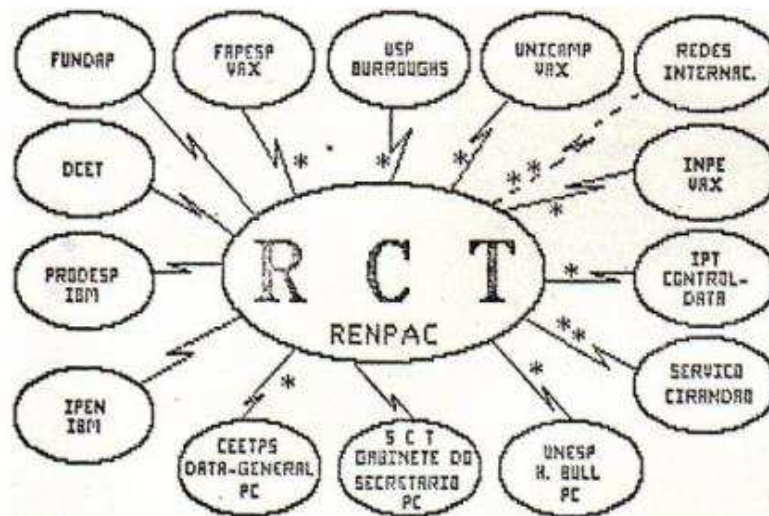 FUNDAP
FAPESP
VAX
USP
BURROUGHS
UNICAMP
VAX
REDES
INTERNAC.
DCET
*
*
*
**
INPE
VAX
*
PRODESP
IBM
R C T
RENPAC
*
IPT
CONTROL-
DATA
**
SERVICO
CIRANDAO
IPEN
IBM
*
CEETPS
DATA-GENERAL
PC
S C T
GABINETE DO
SECRETARIO
PC
*
UNESP
H. BULL
PC